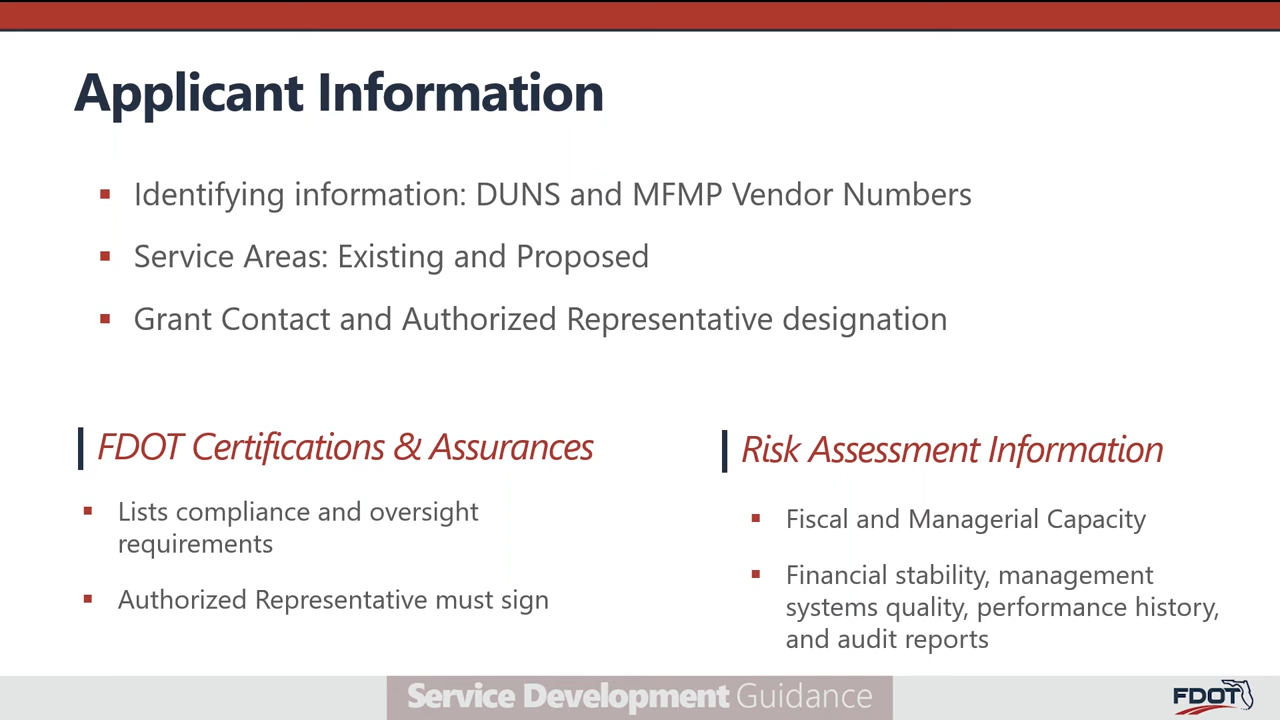 Applicant Information
Identifying information: DUNS and MFMP Vendor Numbers
Service Areas: Existing and Proposed
Grant Contact and Authorized Representative designation
FDOT Certifications & Assurances
Lists compliance and oversight
requirements
Authorized Representative must sign
Risk Assessment Information
Fiscal and Managerial Capacity
Financial stability, management
systems quality, performance history,
and audit reports
Service Development Guidance
FDOT